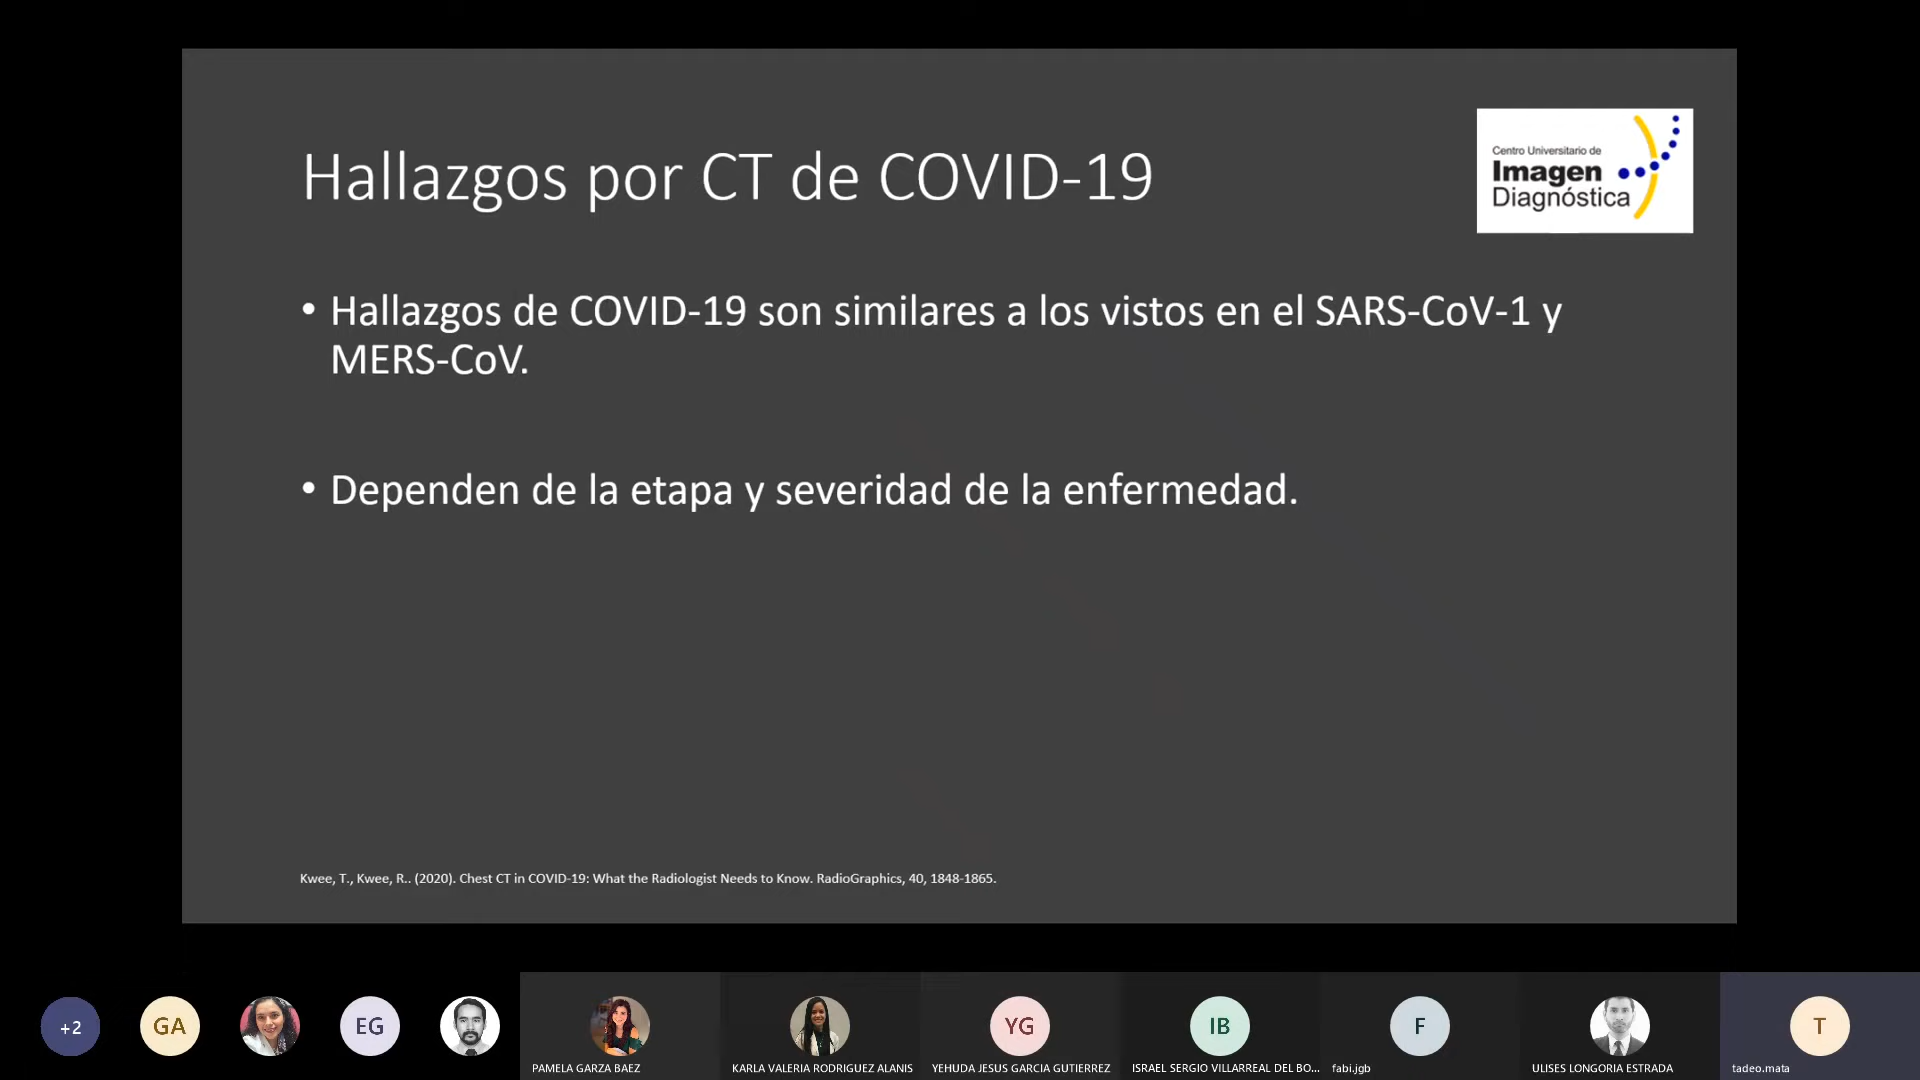 Hallazgos por CT de COVID-19
Centro Universitario de
Imagen
Diagnóstica
• Hallazgos de COVID-19 son similares a los vistos en el SARS-CoV-1 y
MERS-CoV.
• Dependen de la etapa y severidad de la enfermedad.
Kwee, T., Kwee, R.. (2020). Chest CT in COVID-19: What the Radiologist Needs to Know. RadioGraphics, 40, 1848-1865.
+2
GA
EG
YG
IB
F
T
PAMELA GARZA BAEZ
KARLA VALERIA RODRIGUEZ ALANIS
YEHUDA JESUS GARCIA GUTIERREZ
ISRAEL SERGIO VILLARREAL DEL BO...
fabi.jgb
ULISES LONGORIA ESTRADA
tadeo.mata